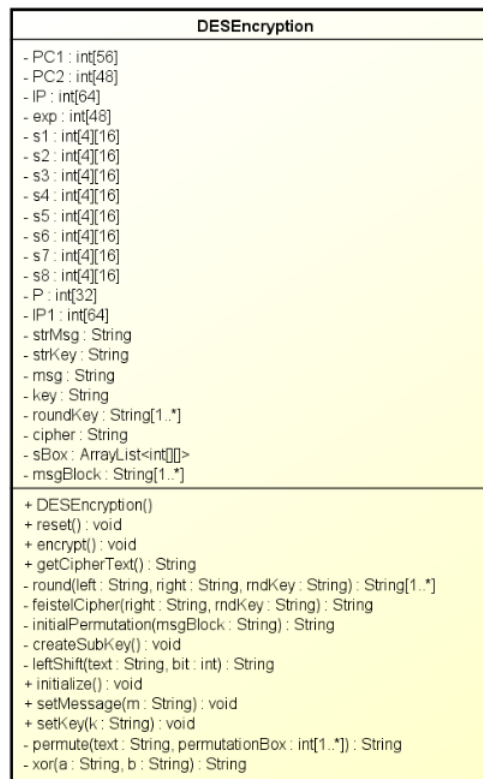 DESEncryption
- PC1 : int[56]
- PC2 : int[48]
- IP : int[64]
- exp : int[48]
- s1 : int[4][16]
- s2 : int[4][16]
- s3 : int[4][16]
- s4 : int[4][16]
- s5 : int[4][16]
- s6 : int[4][16]
- s7 : int[4][16]
- s8 : int[4][16]
- P : int[32]
- IP1 : int[64]
- strMsg : String
- strKey : String
- msg : String
- key : String
- roundKey : String[1..*]
- cipher : String
- sBox : ArrayList<int[][]>
- msgBlock : String[1..*]
+ DESEncryption()
+ reset() : void
+ encrypt() : void
+ getCipherText() : String
- round(left : String, right : String, rndKey : String) : String[1..*]
- feistelCipher(right : String, rndKey : String) : String
- initialPermutation(msgBlock : String) : String
- createSubKey() : void
- leftShift(text : String, bit : int) : String
+ initialize() : void
+ setMessage(m : String) : void
+ setKey(k : String) : void
- permute(text : String, permutationBox : int[1..*]) : String
- xor(a : String, b : String) : String